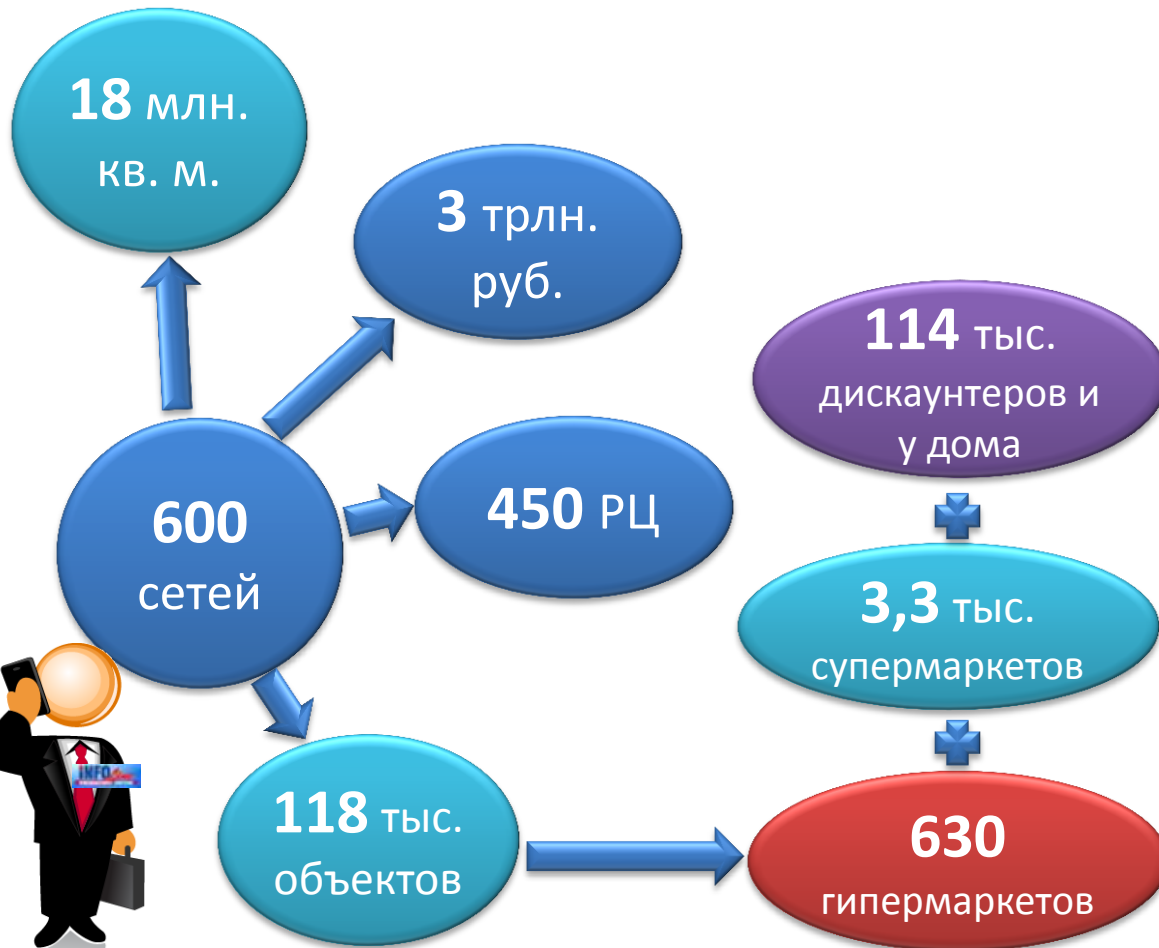 18 млн.
кв. м.
3 трлн.
руб.
114 тыс.
дискаунтеров и
у дома
600
сетей
450 РЦ
3,3 тыс.
супермаркетов
INFO
118 тыс.
объектов
630
гипермаркетов